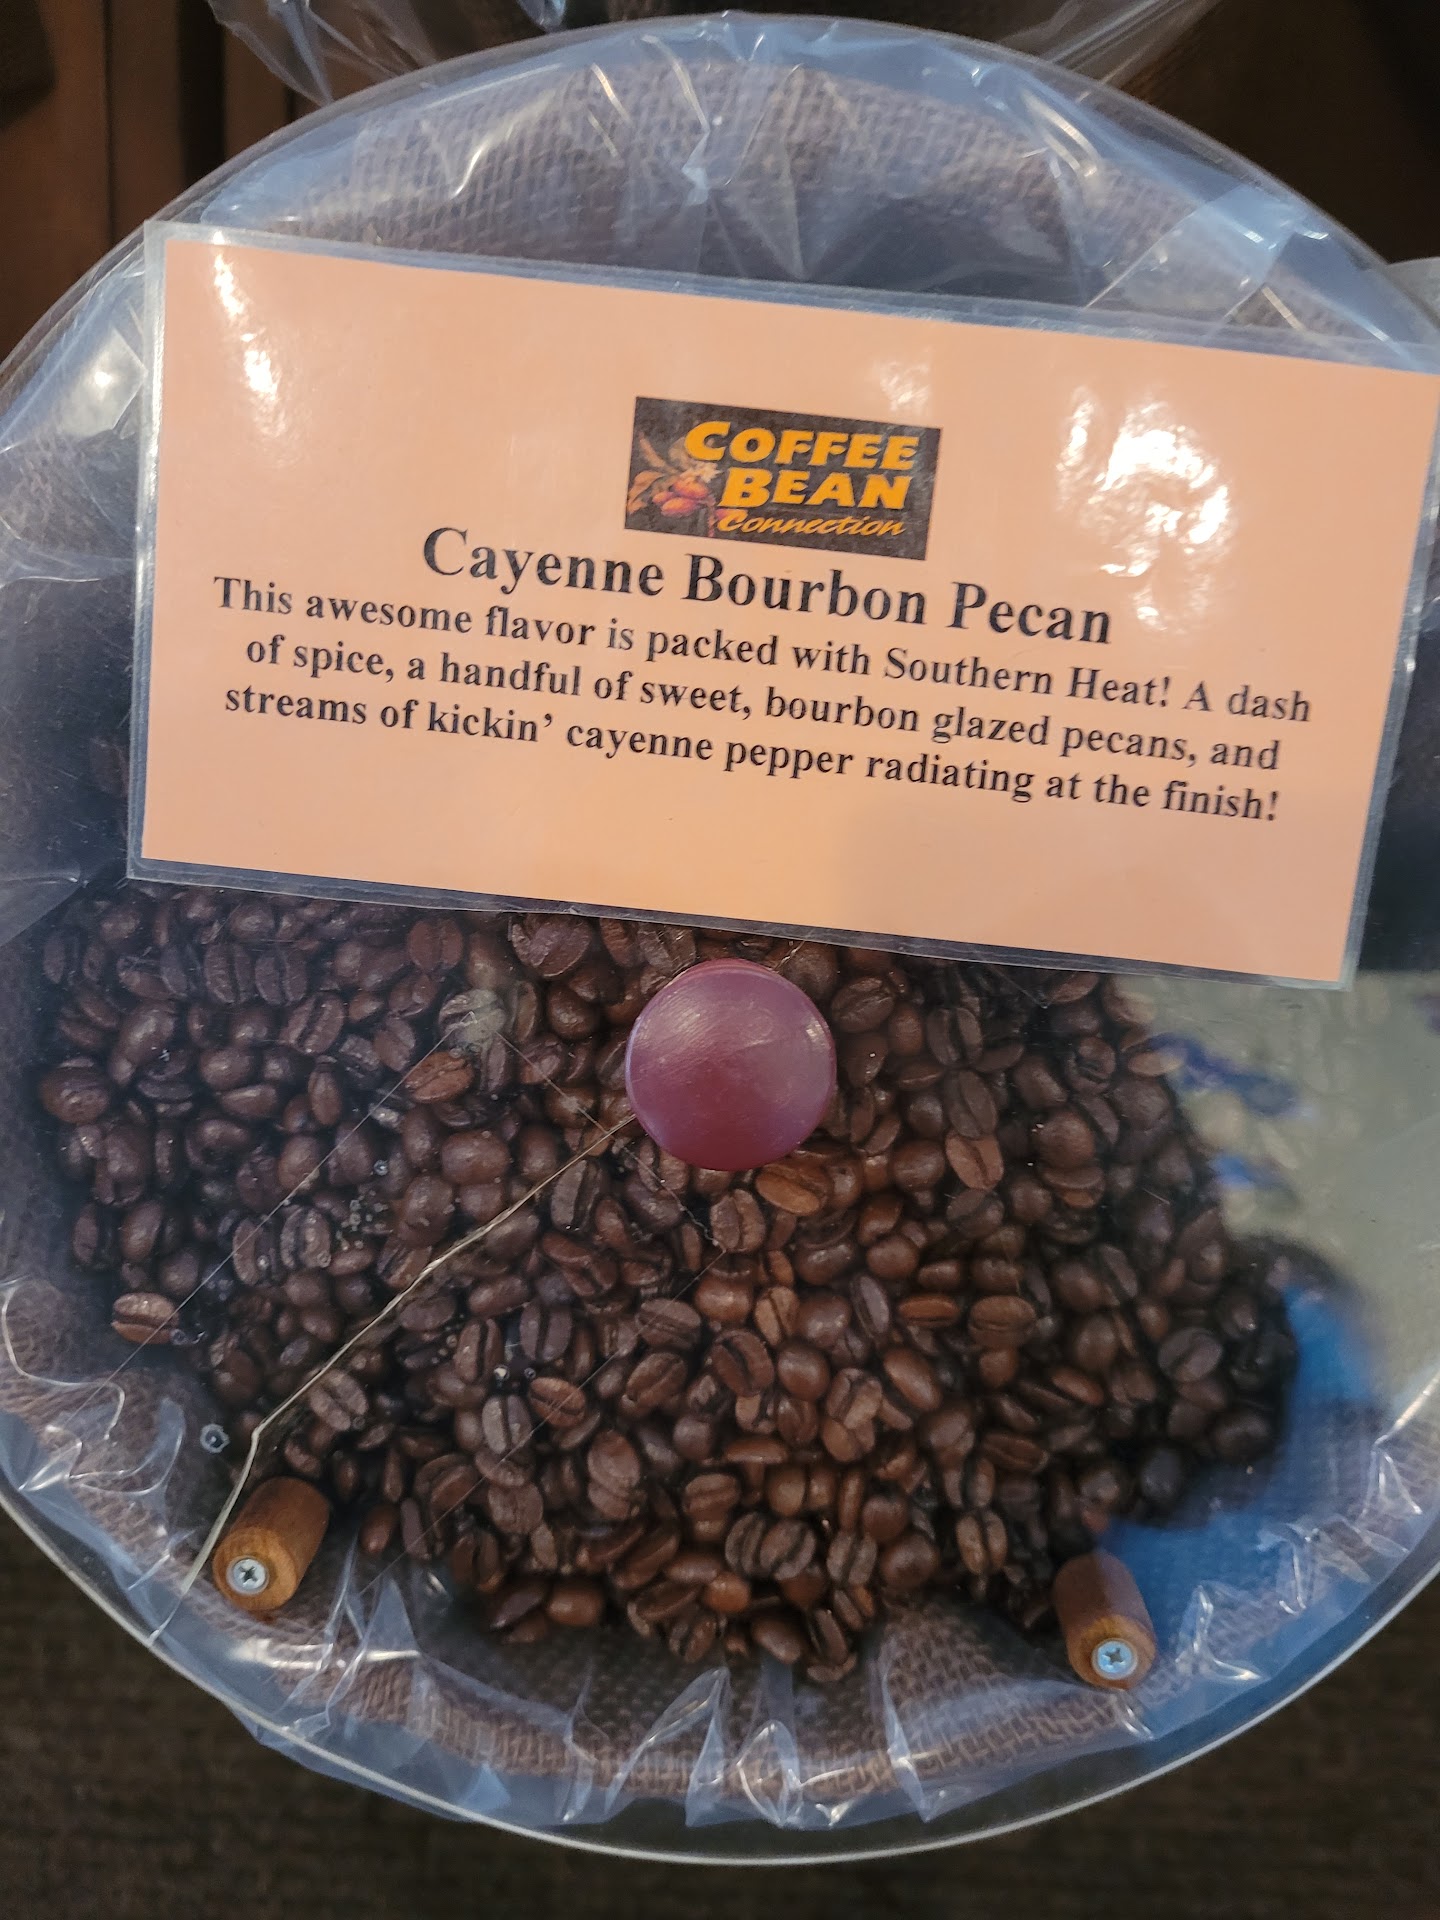 COFFEE
BEAN
Connection
Cayenne Bourbon Pecan
This awesome flavor is packed with Southern Heat! A dash
of spice, a handful of sweet, bourbon glazed pecans, and
streams of kickin’ cayenne pepper radiating at the finish!